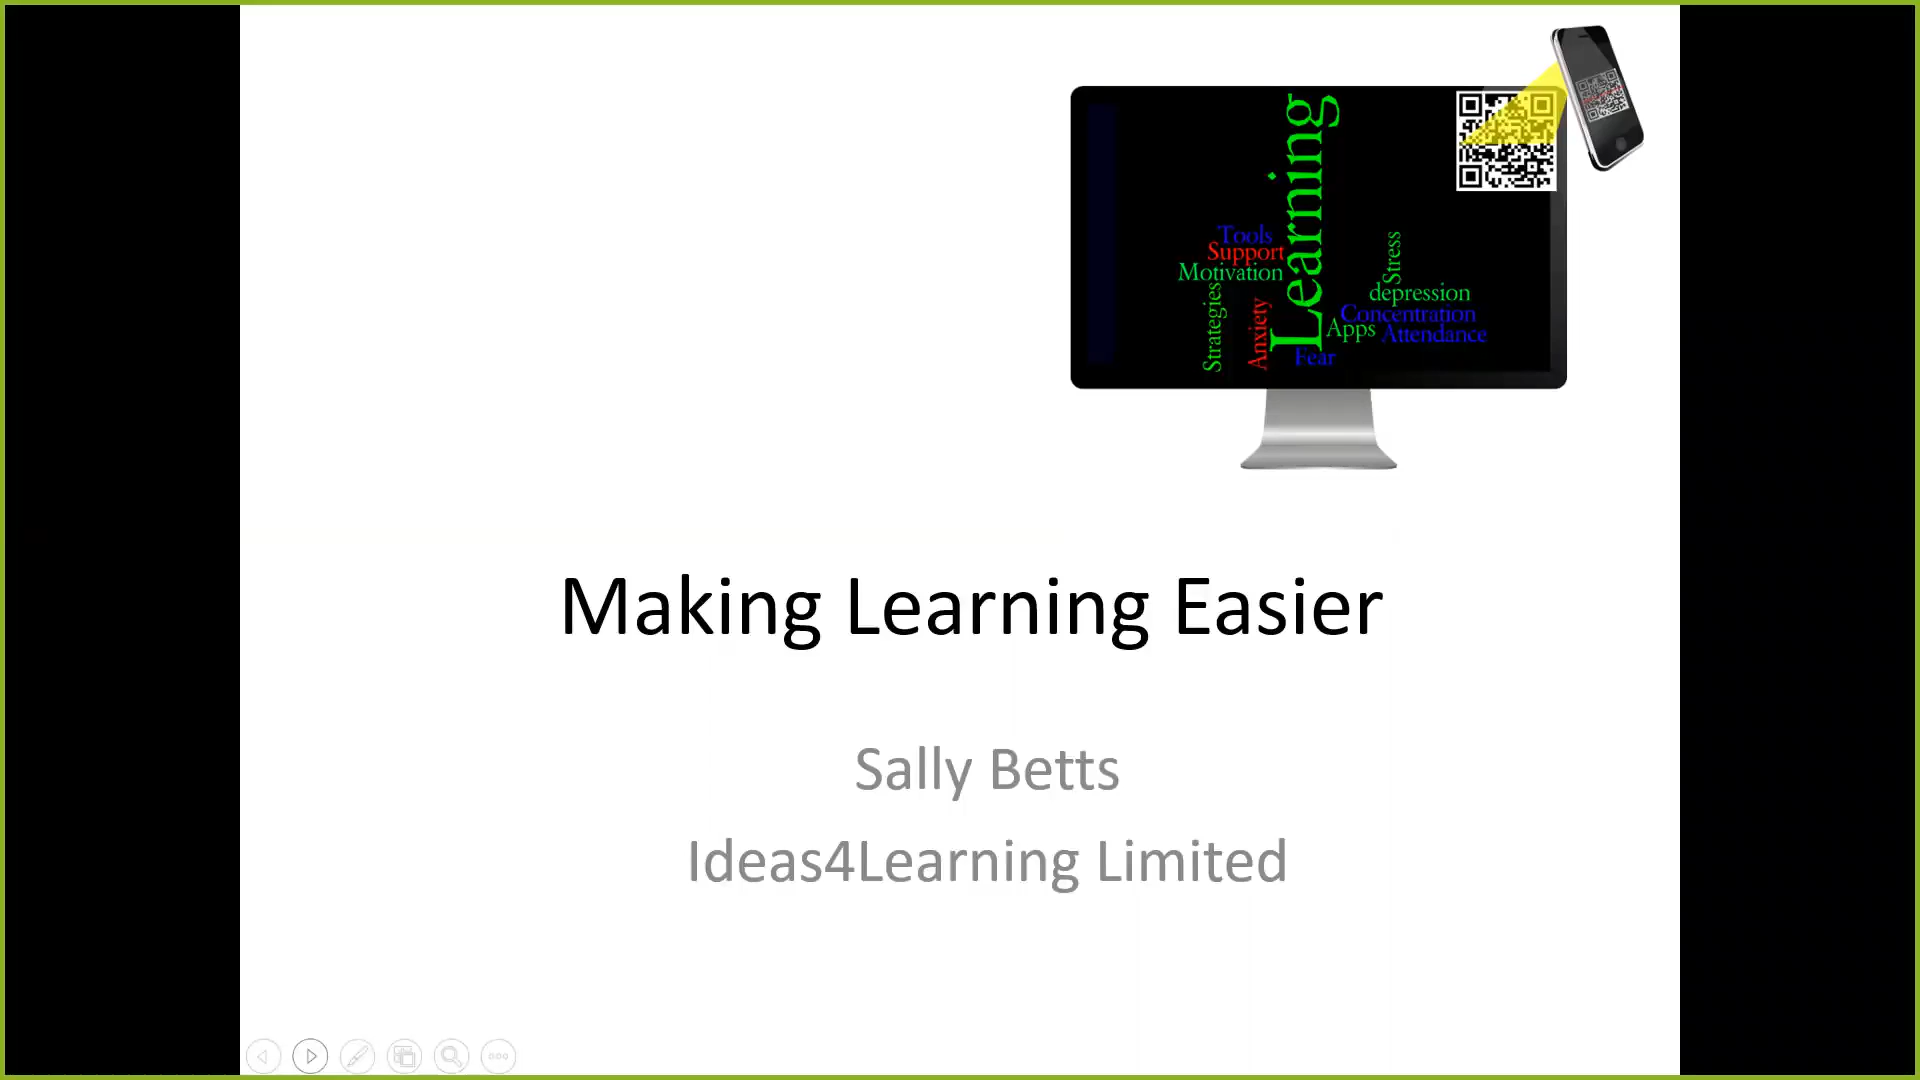 Learning
Tools
Support
Motivation
Strategies
Anxiety
Stress
depression
Concentration
Apps
Attendance
Fear
Making Learning Easier
Sally Betts
Ideas4Learning Limited